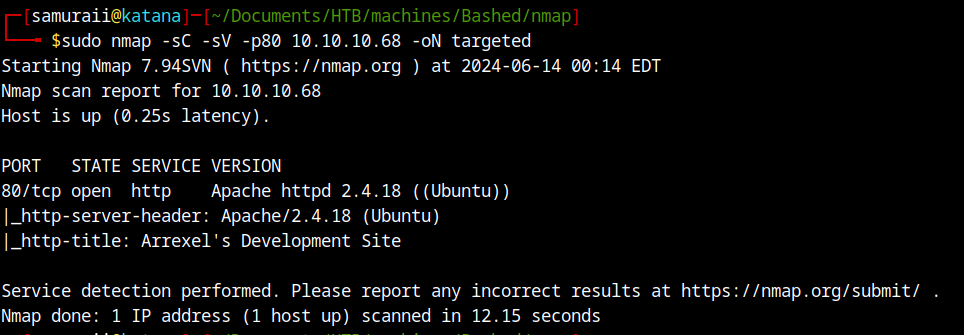 ┌─[samuraii@katana]─[~/Documents/HTB/machines/Bashed/nmap]
└──╼ $sudo nmap -sC -sV -p80 10.10.10.68 -oN targeted
Starting Nmap 7.94SVN ( https://nmap.org ) at 2024-06-14 00:14 EDT
Nmap scan report for 10.10.10.68
Host is up (0.25s latency).

PORT   STATE SERVICE VERSION
80/tcp open  http    Apache httpd 2.4.18 ((Ubuntu))
|_http-server-header: Apache/2.4.18 (Ubuntu)
|_http-title: Arrexel's Development Site

Service detection performed. Please report any incorrect results at https://nmap.org/submit/ .
Nmap done: 1 IP address (1 host up) scanned in 12.15 seconds